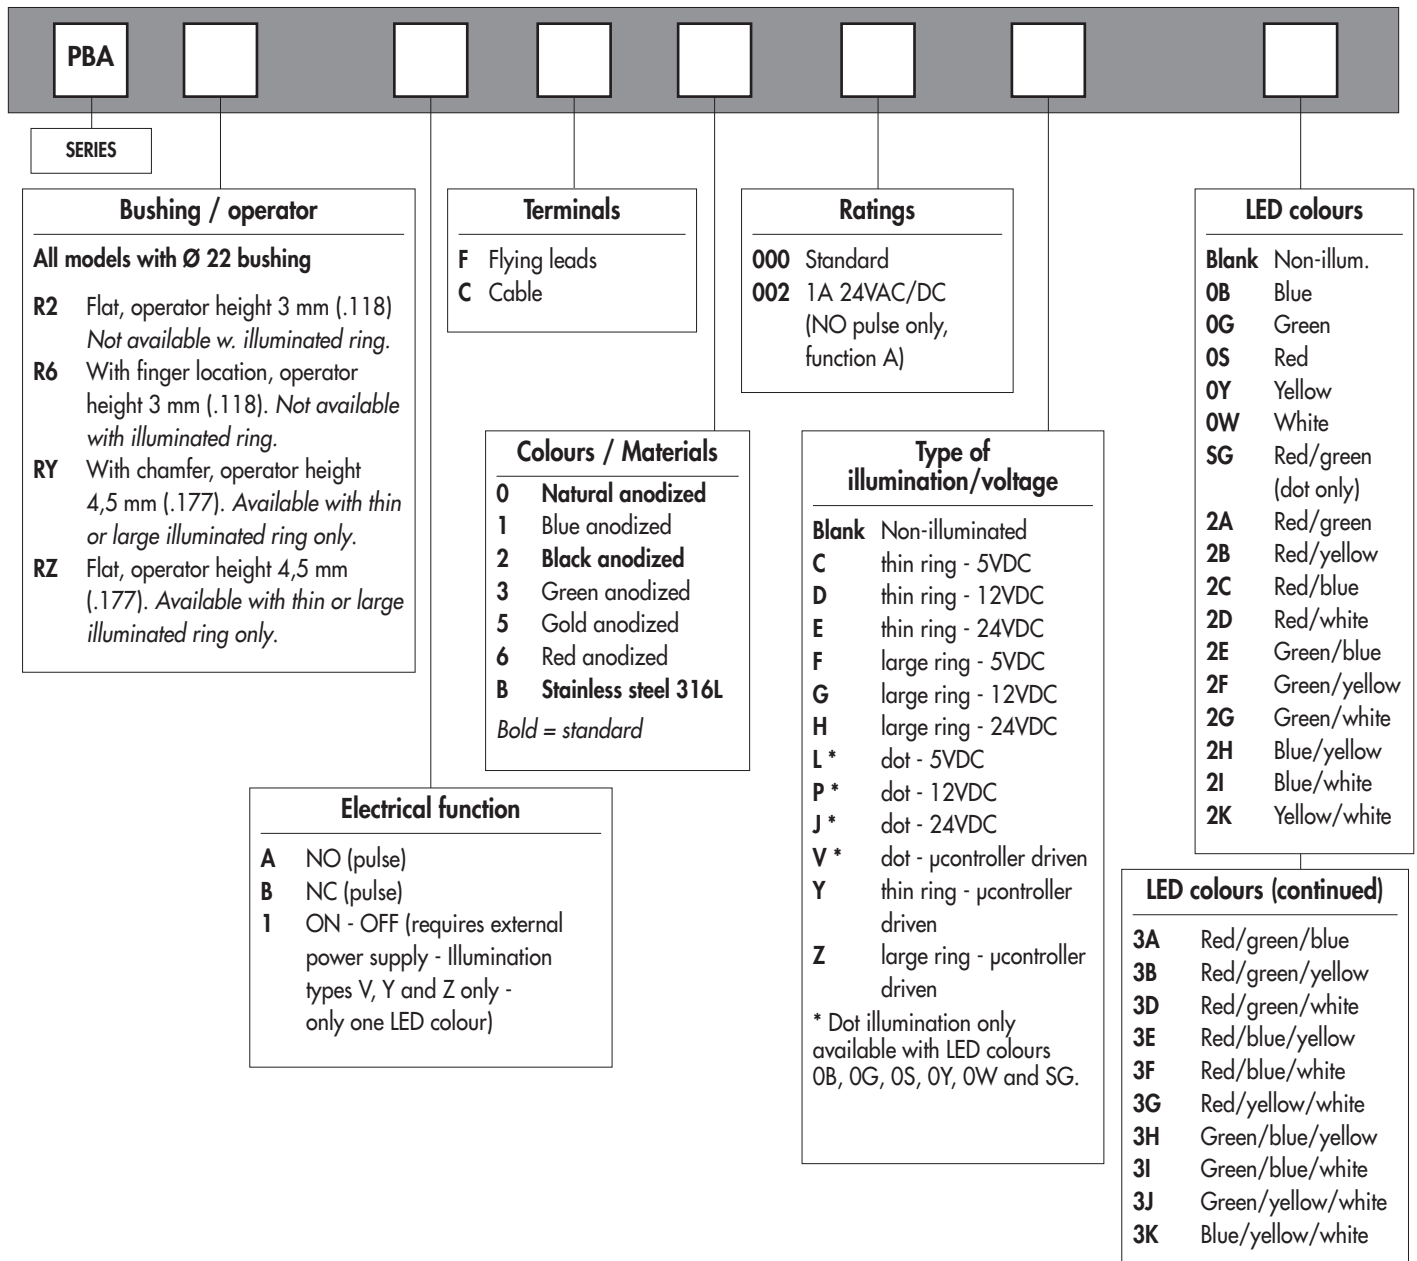 PBA
SERIES
Bushing / operator
All models with Ø 22 bushing
R2 Flat, operator height 3 mm (.118)
Not available w. illuminated ring.
R6 With finger location, operator
height 3 mm (.118). Not available
with illuminated ring.
RY With chamfer, operator height
4,5 mm (.177). Available with thin
or large illuminated ring only.
RZ Flat, operator height 4,5 mm
(.177). Available with thin or large
illuminated ring only.
Electrical function
A NO (pulse)
B NC (pulse)
1 ON - OFF (requires external
power supply - Illumination
types V, Y and Z only -
only one LED colour)
Terminals
F Flying leads
C Cable
Colours / Materials
0 Natural anodized
1 Blue anodized
2 Black anodized
3 Green anodized
5 Gold anodized
6 Red anodized
B Stainless steel 316L
Bold = standard
Ratings
000 Standard
002 1A 24VAC/DC
(NO pulse only,
function A)
Type of
illumination/voltage
Blank Non-illuminated
C thin ring - 5VDC
D thin ring - 12VDC
E thin ring - 24VDC
F large ring - 5VDC
G large ring - 12VDC
H large ring - 24VDC
L * dot - 5VDC
P * dot - 12VDC
J * dot - 24VDC
V * dot - µcontroller driven
Y thin ring - µcontroller
driven
Z large ring - µcontroller
driven
* Dot illumination only
available with LED colours
0B, 0G, 0S, 0Y, 0W and SG.
LED colours
Blank Non-illum.
0B Blue
0G Green
0S Red
0Y Yellow
0W White
SG Red/green
(dot only)
2A Red/green
2B Red/yellow
2C Red/blue
2D Red/white
2E Green/blue
2F Green/yellow
2G Green/white
2H Blue/yellow
2I Blue/white
2K Yellow/white
LED colours (continued)
3A Red/green/blue
3B Red/green/yellow
3D Red/green/white
3E Red/blue/yellow
3F Red/blue/white
3G Red/yellow/white
3H Green/blue/yellow
3I Green/blue/white
3J Green/yellow/white
3K Blue/yellow/white